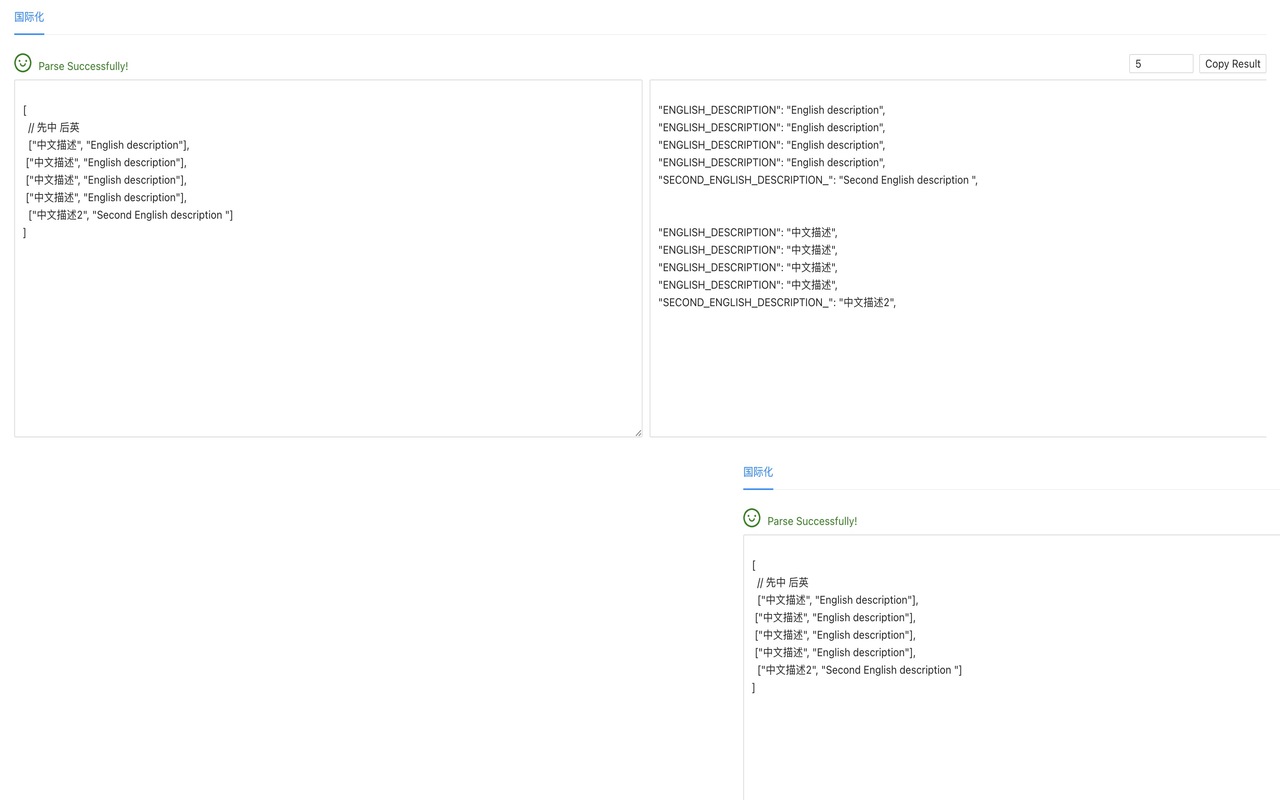 国际化
Parse Successfully!
5
Copy Result
[
// 先中 后英
["中文描述", "English description"],
["中文描述", "English description"],
["中文描述", "English description"],
["中文描述", "English description"],
["中文描述2", "Second English description "]
]
"ENGLISH_DESCRIPTION": "English description",
"ENGLISH_DESCRIPTION": "English description",
"ENGLISH_DESCRIPTION": "English description",
"ENGLISH_DESCRIPTION": "English description",
"SECOND_ENGLISH_DESCRIPTION_": "Second English description ",
"ENGLISH_DESCRIPTION": "中文描述",
"ENGLISH_DESCRIPTION": "中文描述",
"ENGLISH_DESCRIPTION": "中文描述",
"ENGLISH_DESCRIPTION": "中文描述",
"SECOND_ENGLISH_DESCRIPTION_": "中文描述2",
国际化
Parse Successfully!
[
// 先中 后英
["中文描述", "English description"],
["中文描述", "English description"],
["中文描述", "English description"],
["中文描述", "English description"],
["中文描述2", "Second English description "]
]